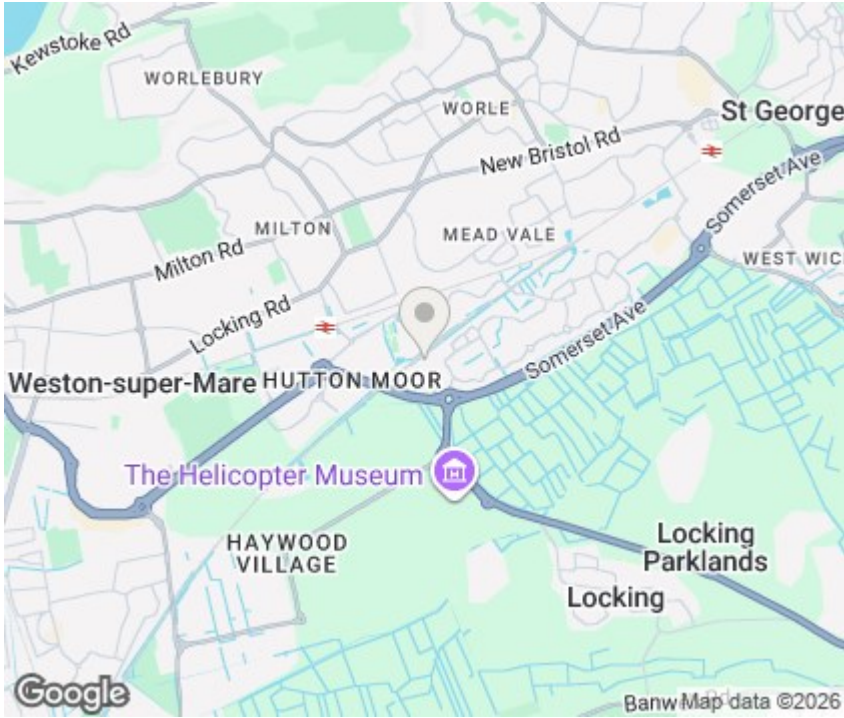 Kewstoke Rd
WORLEBURY
WORLE
St George
New Bristol Rd
Somerset Ave
MILTON
MEAD VALE
Milton Rd
WEST WIC
Locking Rd
Somerset Ave
Weston-super-Mare
HUTTON MOOR
The Helicopter Museum
HAYWOOD
VILLAGE
Locking
Parklands
Locking
Google
Banw
Map data ©2026